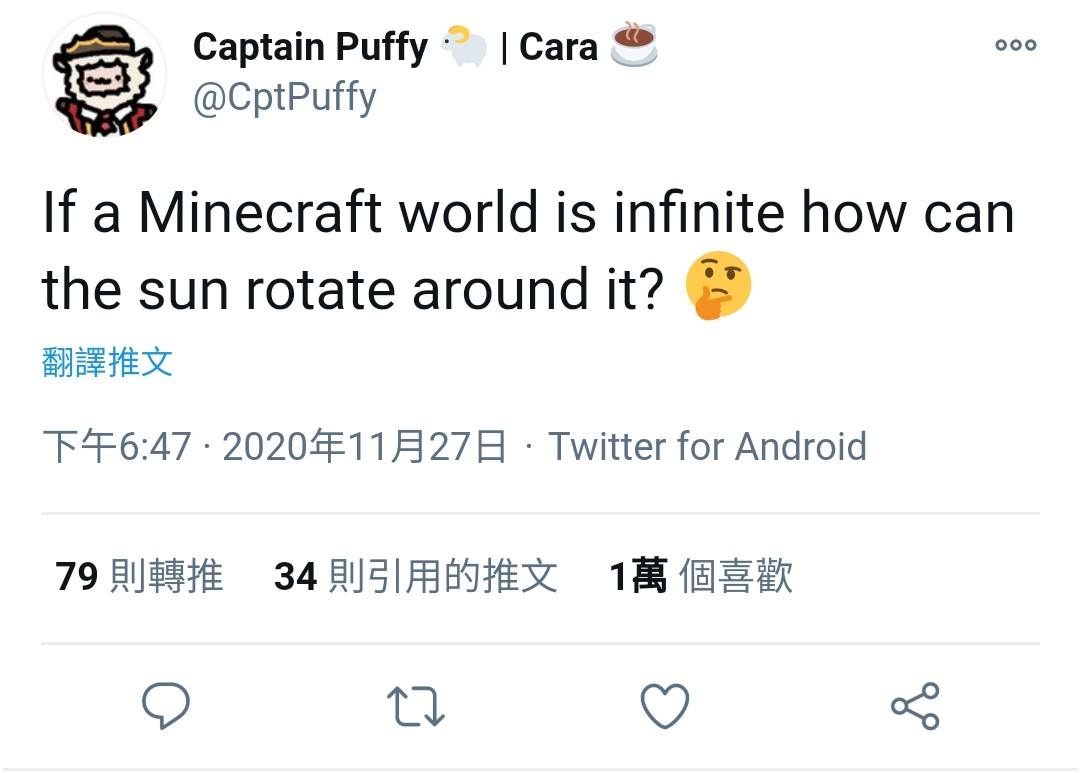 Captain Puffy 🐏 | Cara ☕
@CptPuffy
If a Minecraft world is infinite how can
the sun rotate around it? 🤔
翻譯推文
下午6:47 · 2020年11月27日 · Twitter for Android
79 則轉推 34 則引用的推文 1萬 個喜歡